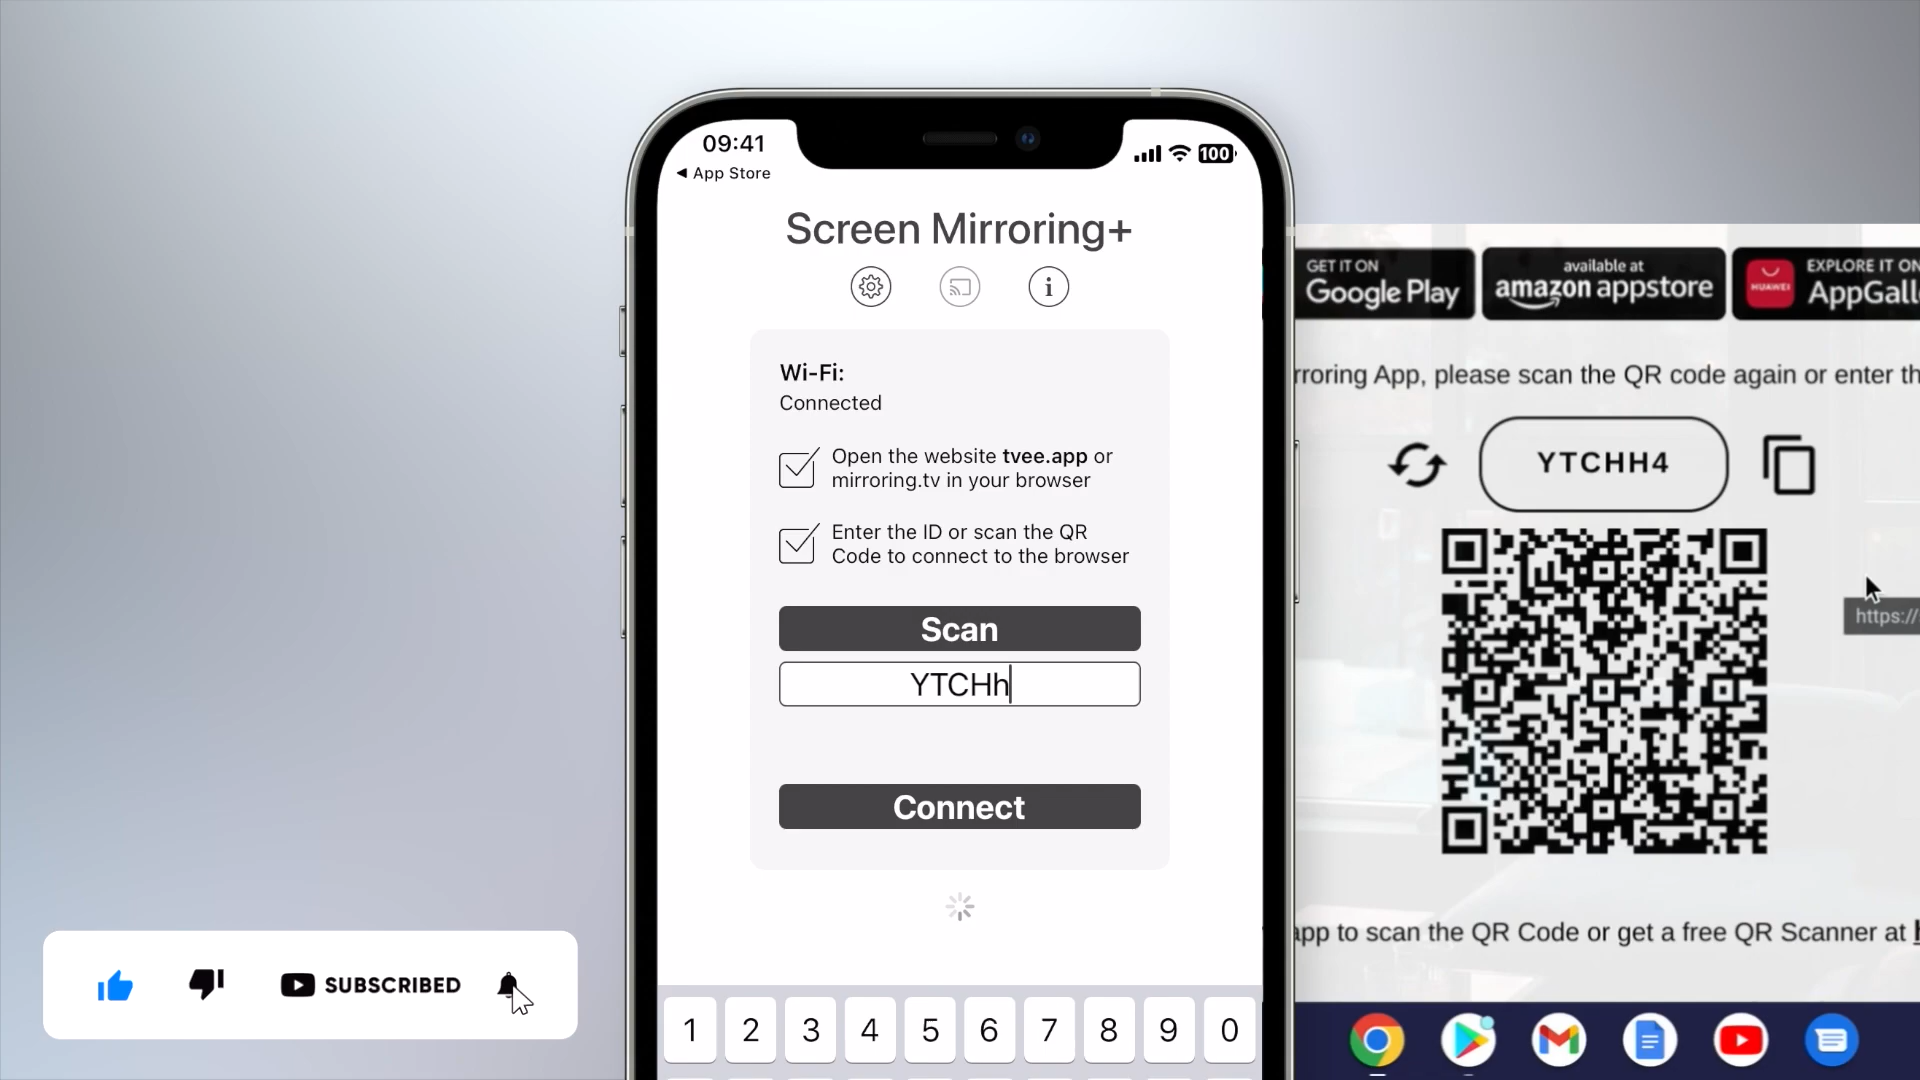 09:41
App Store
100
Screen Mirroring+
Wi-Fi:
Connected
Open the website tvee.app or
mirroring.tv in your browser
Enter the ID or scan the QR
Code to connect to the browser
Scan
YTCHh
Connect
1 2 3 4 5 6 7 8 9 0
GET IT ON
Google Play
available at
amazon appstore
HUAWEI
EXPLORE IT ON
AppGall
rroring App, please scan the QR code again or enter th
YTCHH4
https://
app to scan the QR Code or get a free QR Scanner at
SUBSCRIBED